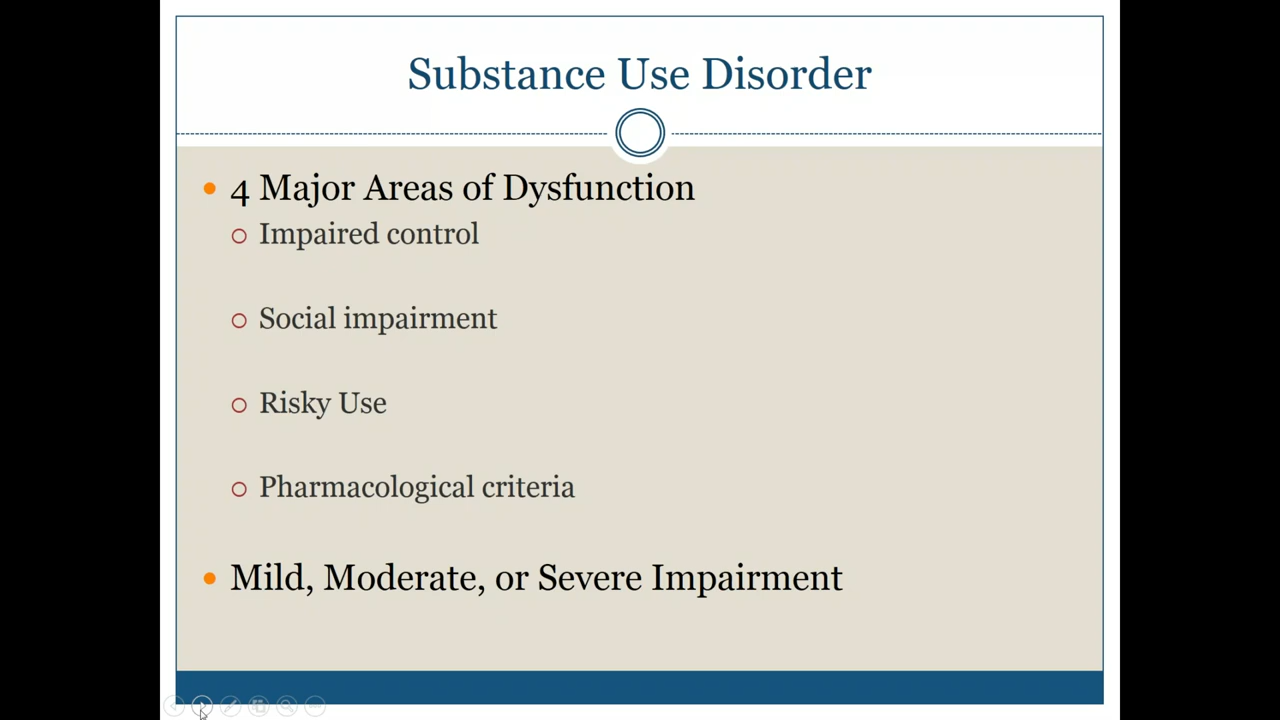 Substance Use Disorder
4 Major Areas of Dysfunction
Impaired control
Social impairment
Risky Use
Pharmacological criteria
Mild, Moderate, or Severe Impairment